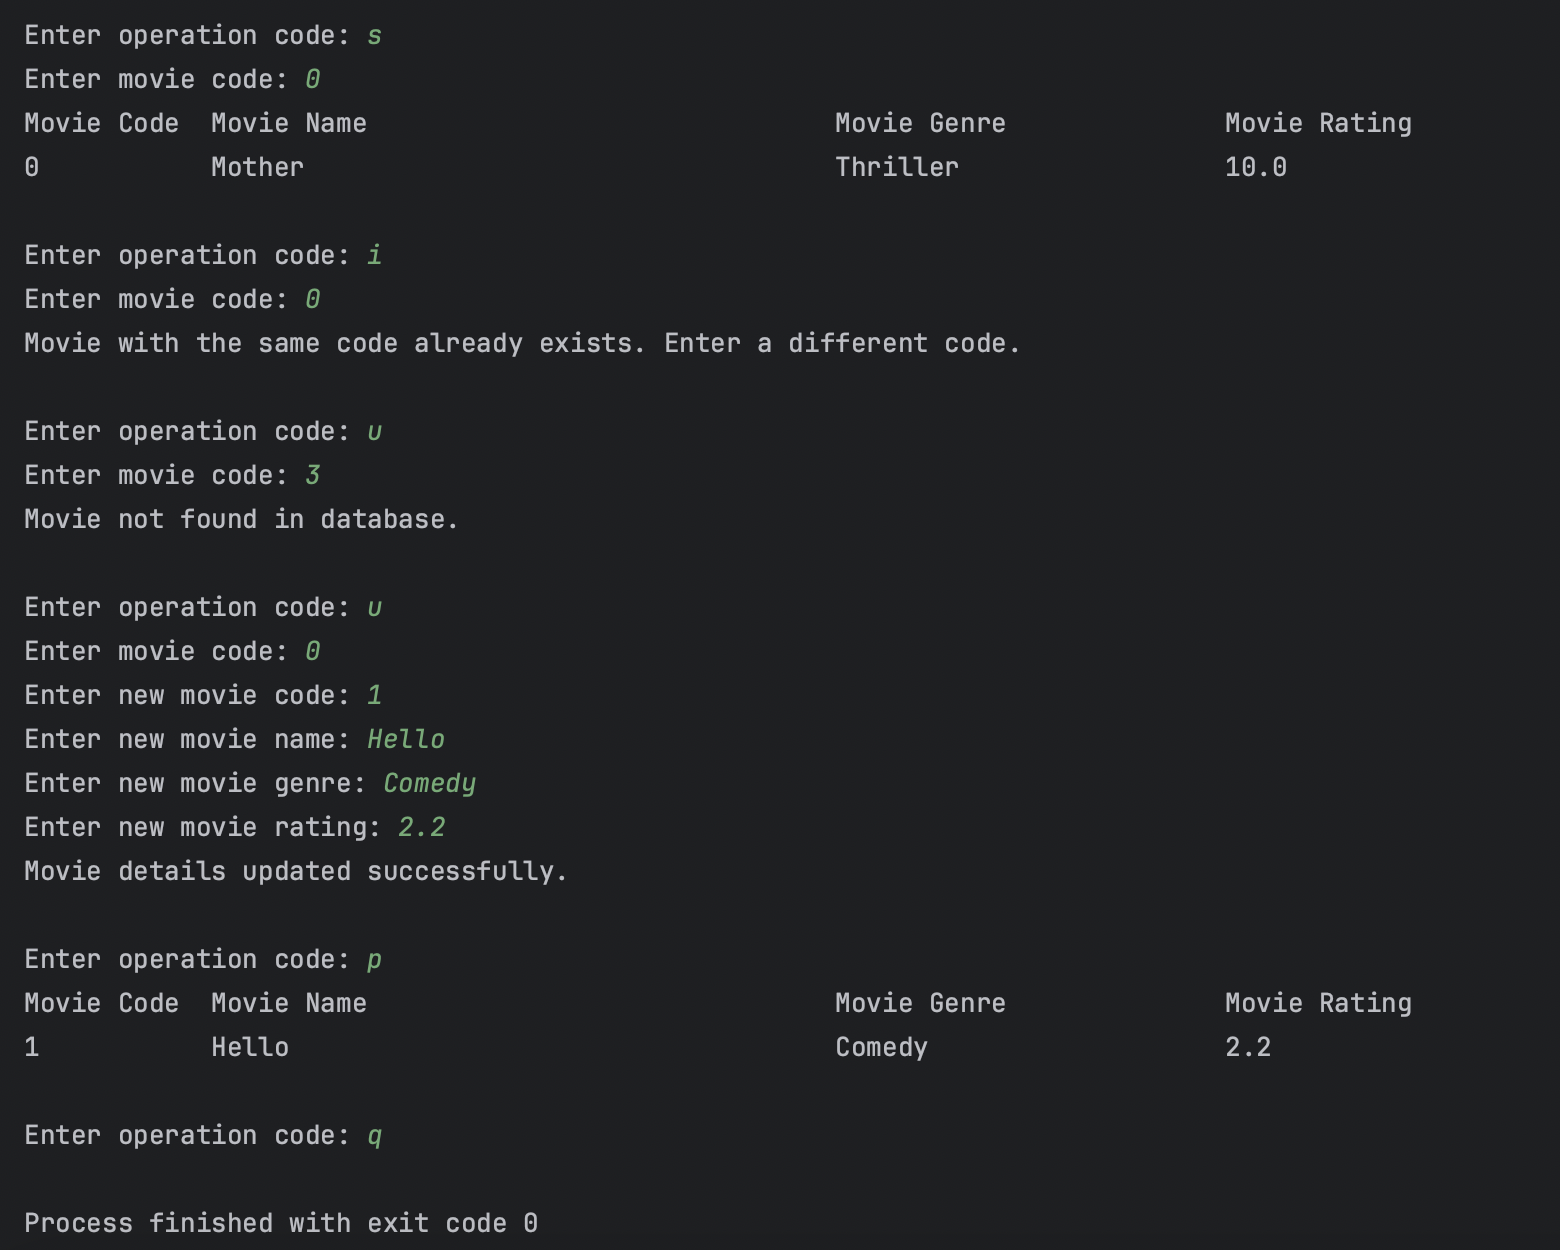 Enter operation code: s
Enter movie code: 0
Movie Code  Movie Name                              Movie Genre              Movie Rating
0           Mother                                  Thriller                 10.0

Enter operation code: i
Enter movie code: 0
Movie with the same code already exists. Enter a different code.

Enter operation code: u
Enter movie code: 3
Movie not found in database.

Enter operation code: u
Enter movie code: 0
Enter new movie code: 1
Enter new movie name: Hello
Enter new movie genre: Comedy
Enter new movie rating: 2.2
Movie details updated successfully.

Enter operation code: p
Movie Code  Movie Name                              Movie Genre              Movie Rating
1           Hello                                   Comedy                   2.2

Enter operation code: q

Process finished with exit code 0